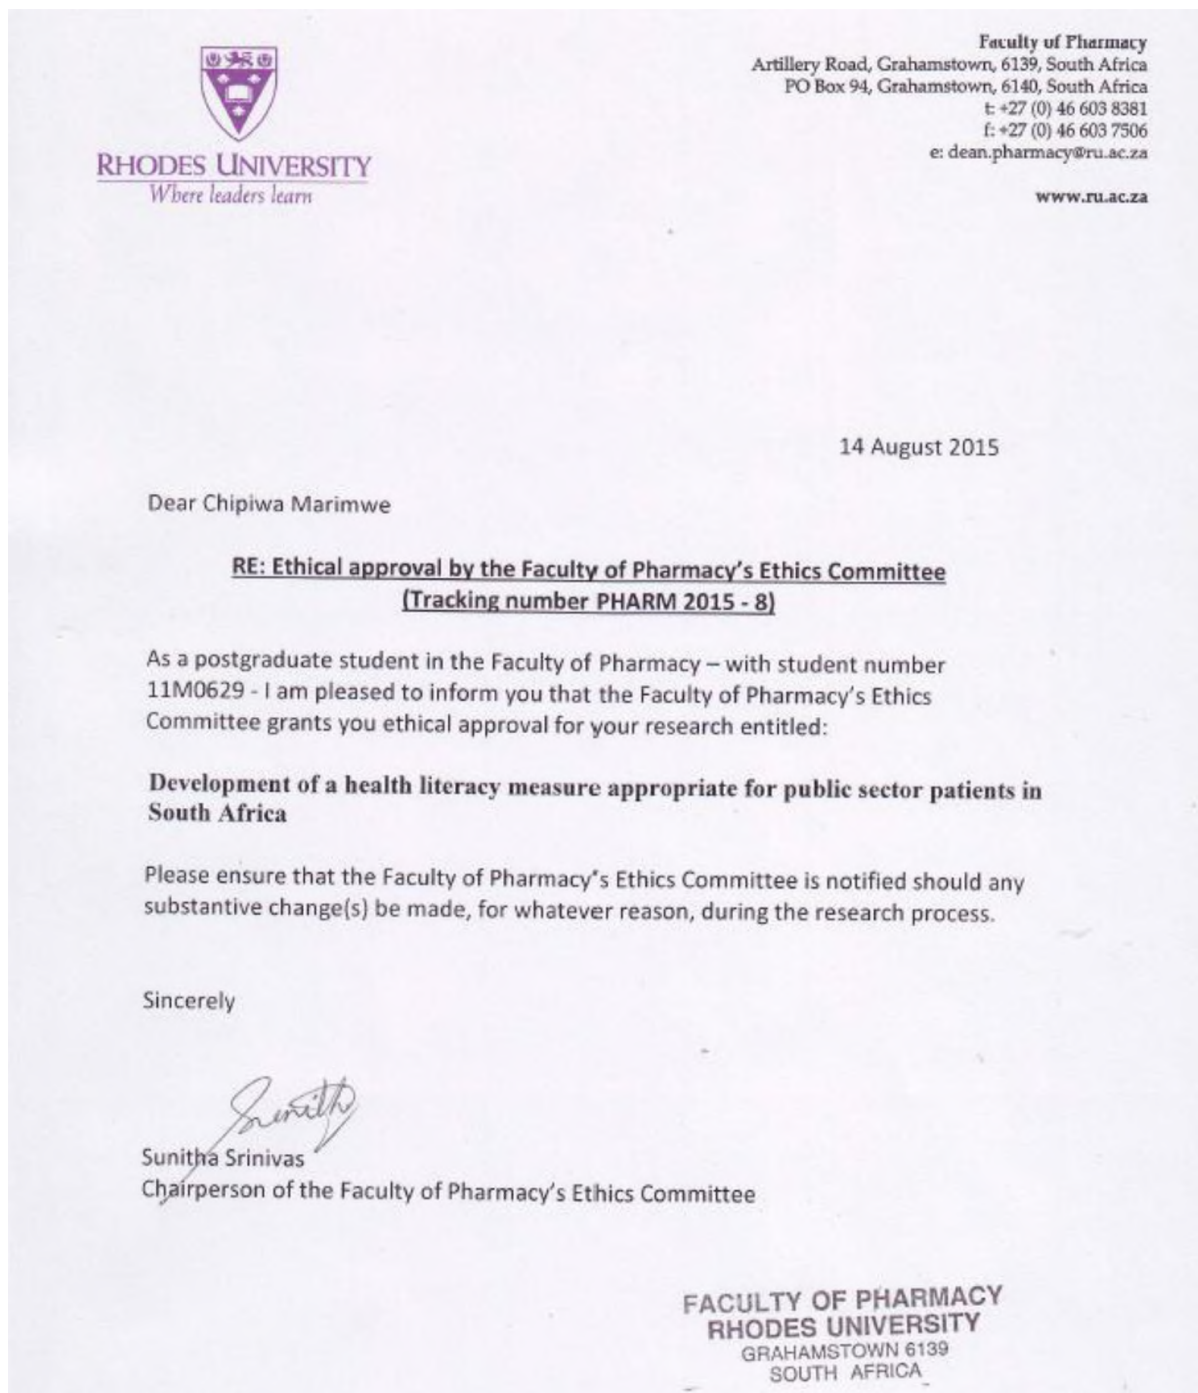 RHODES UNIVERSITY
Where leaders learn
Faculty of Pharmacy
Artillery Road, Grahamstown, 6139, South Africa
PO Box 94, Grahamstown, 6140, South Africa
t: +27 (0) 46 603 8381
f: +27 (0) 46 603 7506
e: dean.pharmacy@ru.ac.za
www.ru.ac.za
14 August 2015
Dear Chipiwa Marimwe
RE: Ethical approval by the Faculty of Pharmacy's Ethics Committee
(Tracking number PHARM 2015 - 8)
As a postgraduate student in the Faculty of Pharmacy – with student number
11M0629 - I am pleased to inform you that the Faculty of Pharmacy's Ethics
Committee grants you ethical approval for your research entitled:
Development of a health literacy measure appropriate for public sector patients in
South Africa
Please ensure that the Faculty of Pharmacy's Ethics Committee is notified should any
substantive change(s) be made, for whatever reason, during the research process.
Sincerely
Sunitha
Sunitha Srinivas
Chairperson of the Faculty of Pharmacy's Ethics Committee
FACULTY OF PHARMACY
RHODES UNIVERSITY
GRAHAMSTOWN 6139
SOUTH AFRICA